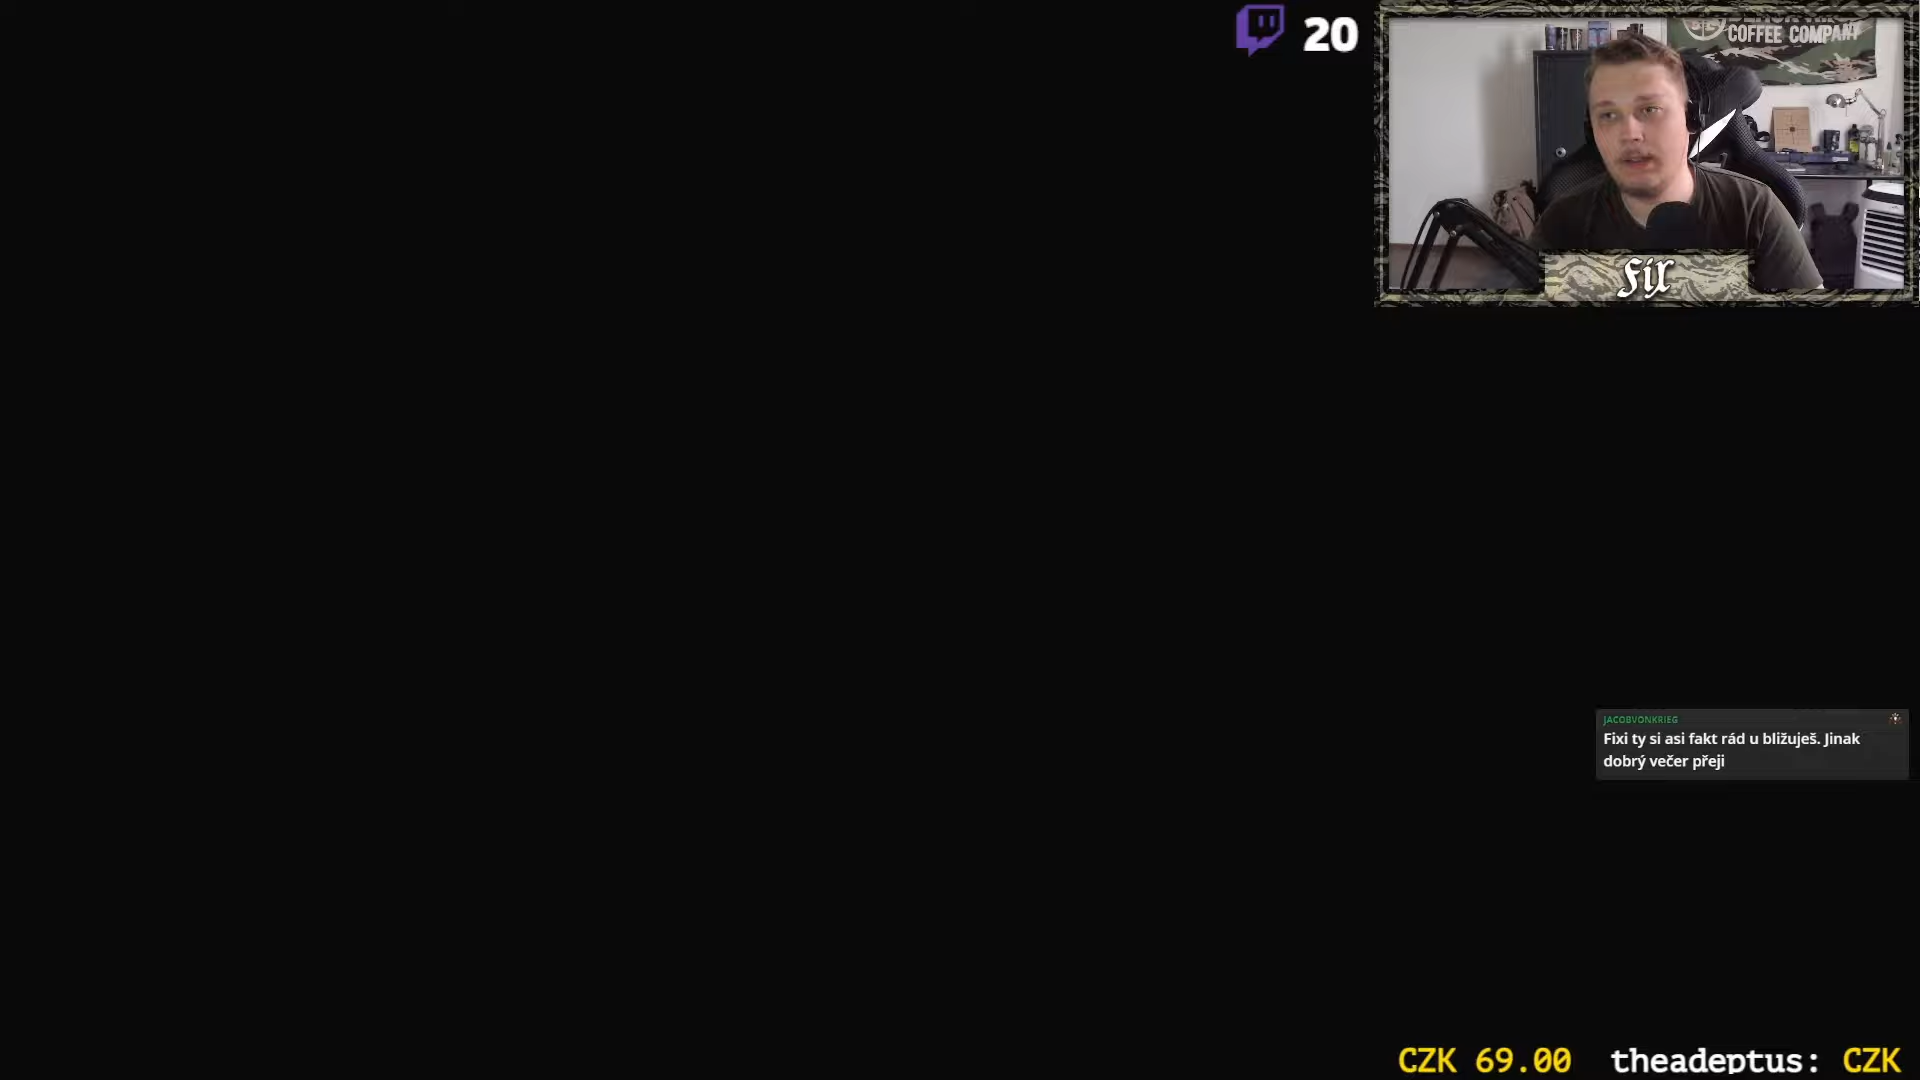 20
COFFEE COMPANY
Fix
JACOBVONKRIEG
Fixi ty si asi fakt rád u bližuješ. Jinak
dobrý večer přeji
CZK 69.00 theadeptus: CZK